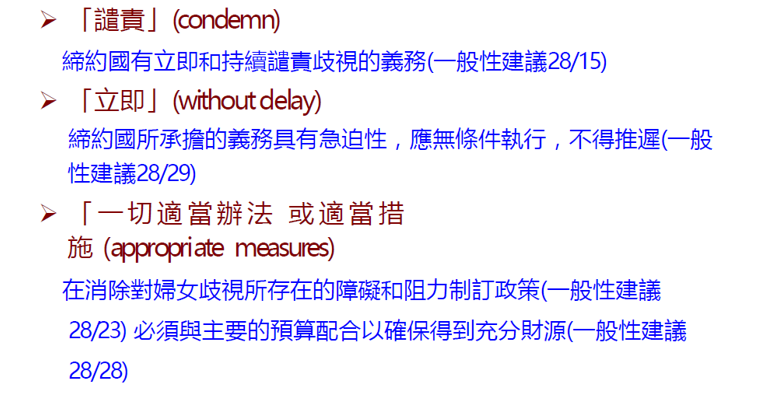 ➢ 「譴責」(condemn)
締約國有立即和持續譴責歧視的義務(一般性建議28/15)
➢ 「立即」(without delay)
締約國所承擔的義務具有急迫性，應無條件執行，不得推遲(一般
性建議28/29)
➢ 「一切適當辦法 或適當措
施 (appropriate measures)
在消除對婦女歧視所存在的障礙和阻力制訂政策(一般性建議
28/23) 必須與主要的預算配合以確保得到充分財源(一般性建議
28/28)